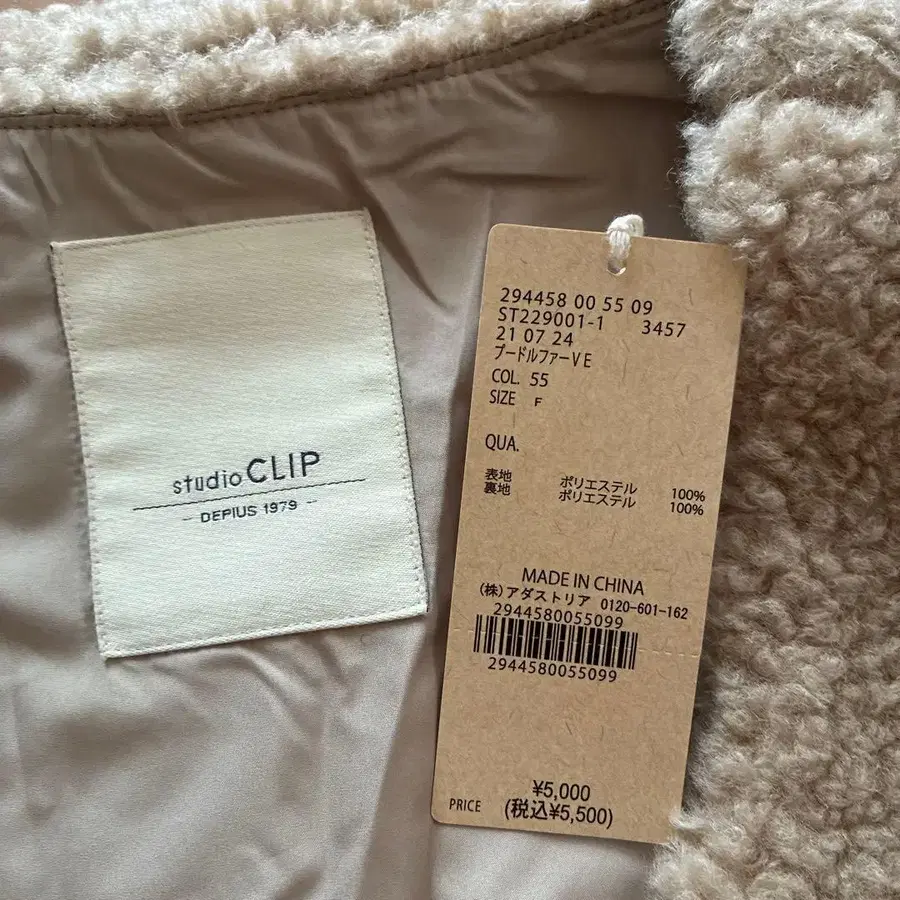 studio CLIP
- DEPIUS 1979 -
294458 00 55 09
ST229001-1 3457
21 07 24
プードルファーVE
COL. 55
SIZE F
QUA.
表地 ポリエステル 100%
裏地 ポリエステル 100%
MADE IN CHINA
(株)アダストリア 0120-601-162
2944580055099
2944580055099
¥5,000
PRICE (税込¥5,500)